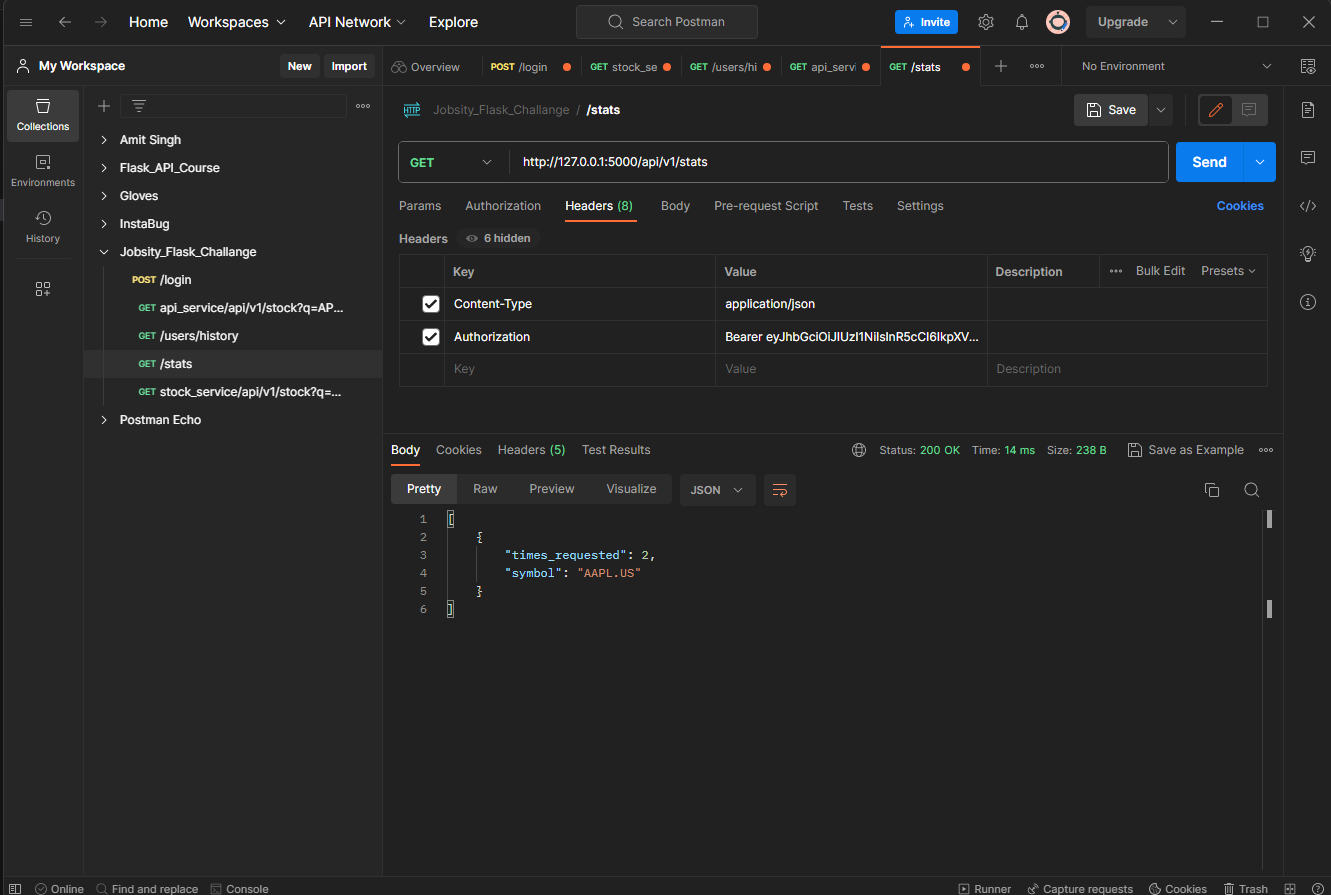 Home Workspaces API Network Explore Search Postman Invite Upgrade
My Workspace New Import Overview POST /login GET stock_se GET /users/hi GET api_servi GET /stats No Environment
Collections
Environments
History
Amit Singh
Flask_API_Course
Gloves
InstaBug
Jobsity_Flask_Challange
POST /login
GET api_service/api/v1/stock?q=AP...
GET /users/history
GET /stats
GET stock_service/api/v1/stock?q=...
Postman Echo
HTTP Jobsity_Flask_Challange / /stats Save
GET http://127.0.0.1:5000/api/v1/stats Send
Params Authorization Headers (8) Body Pre-request Script Tests Settings Cookies
Headers 6 hidden
Key Value Description Bulk Edit Presets
Content-Type application/json
Authorization Bearer eyJhbGciOiJIUzI1NiIsInR5cCI6IkpXV...
Key Value Description
Body Cookies Headers (5) Test Results Status: 200 OK Time: 14 ms Size: 238 B Save as Example
Pretty Raw Preview Visualize JSON
1 [
2 {
3 "times_requested": 2,
4 "symbol": "AAPL.US"
5 }
6 ]
Online Find and replace Console Runner Capture requests Cookies Trash